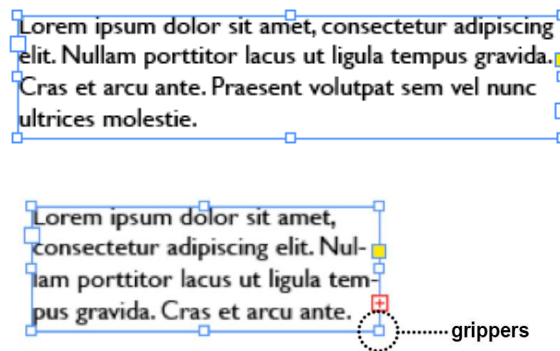 Lorem ipsum dolor sit amet, consectetur adipiscing
elit. Nullam porttitor lacus ut ligula tempus gravida.
Cras et arcu ante. Praesent volutpat sem vel nunc
ultrices molestie.
Lorem ipsum dolor sit amet,
consectetur adipiscing elit. Nul-
lam porttitor lacus ut ligula tem-
pus gravida. Cras et arcu ante.
grippers